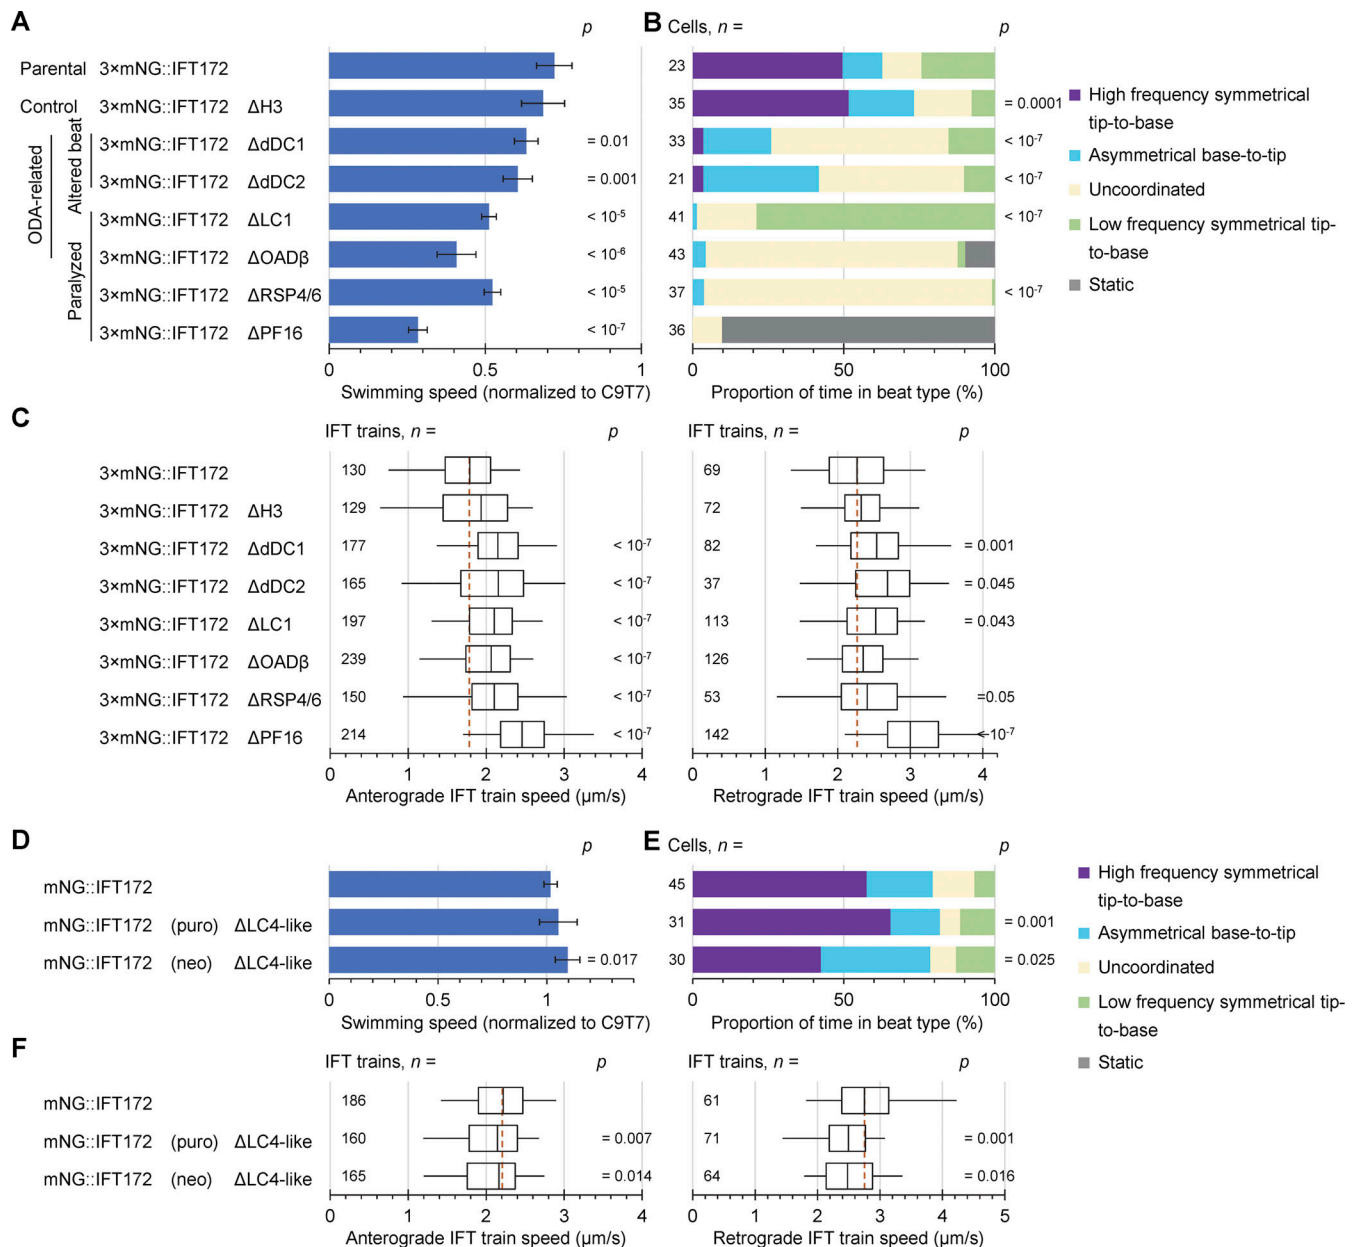 A
p
Parental 3×mNG::IFT172
Control 3×mNG::IFT172 ΔH3
ODA-related
Altered beat
3×mNG::IFT172 ΔdDC1 = 0.01
3×mNG::IFT172 ΔdDC2 = 0.001
Paralyzed
3×mNG::IFT172 ΔLC1 < 10-5
3×mNG::IFT172 ΔOADβ < 10-6
3×mNG::IFT172 ΔRSP4/6 < 10-5
3×mNG::IFT172 ΔPF16 < 10-7
0 0.5 1
Swimming speed (normalized to C9T7)
B
Cells, n = p
23
35 = 0.0001
33 < 10-7
21 < 10-7
41 < 10-7
43
37 < 10-7
36
0 50 100
Proportion of time in beat type (%)
High frequency symmetrical
tip-to-base
Asymmetrical base-to-tip
Uncoordinated
Low frequency symmetrical tip-
to-base
Static
C
IFT trains, n = p
3×mNG::IFT172 130
3×mNG::IFT172 ΔH3 129
3×mNG::IFT172 ΔdDC1 177 < 10-7
3×mNG::IFT172 ΔdDC2 165 < 10-7
3×mNG::IFT172 ΔLC1 197 < 10-7
3×mNG::IFT172 ΔOADβ 239 < 10-7
3×mNG::IFT172 ΔRSP4/6 150 < 10-7
3×mNG::IFT172 ΔPF16 214 < 10-7
0 1 2 3 4
Anterograde IFT train speed (µm/s)
IFT trains, n = p
69
72
82 = 0.001
37 = 0.045
113 = 0.043
126
53 =0.05
142 < 10-7
0 1 2 3 4
Retrograde IFT train speed (µm/s)
D
p
mNG::IFT172
mNG::IFT172 (puro) ΔLC4-like
mNG::IFT172 (neo) ΔLC4-like = 0.017
0 0.5 1
Swimming speed (normalized to C9T7)
E
Cells, n = p
45
31 = 0.001
30 = 0.025
0 50 100
Proportion of time in beat type (%)
High frequency symmetrical
tip-to-base
Asymmetrical base-to-tip
Uncoordinated
Low frequency symmetrical tip-
to-base
Static
F
IFT trains, n = p
mNG::IFT172 186
mNG::IFT172 (puro) ΔLC4-like 160 = 0.007
mNG::IFT172 (neo) ΔLC4-like 165 = 0.014
0 1 2 3 4
Anterograde IFT train speed (µm/s)
IFT trains, n = p
61
71 = 0.001
64 = 0.016
0 1 2 3 4 5
Retrograde IFT train speed (µm/s)